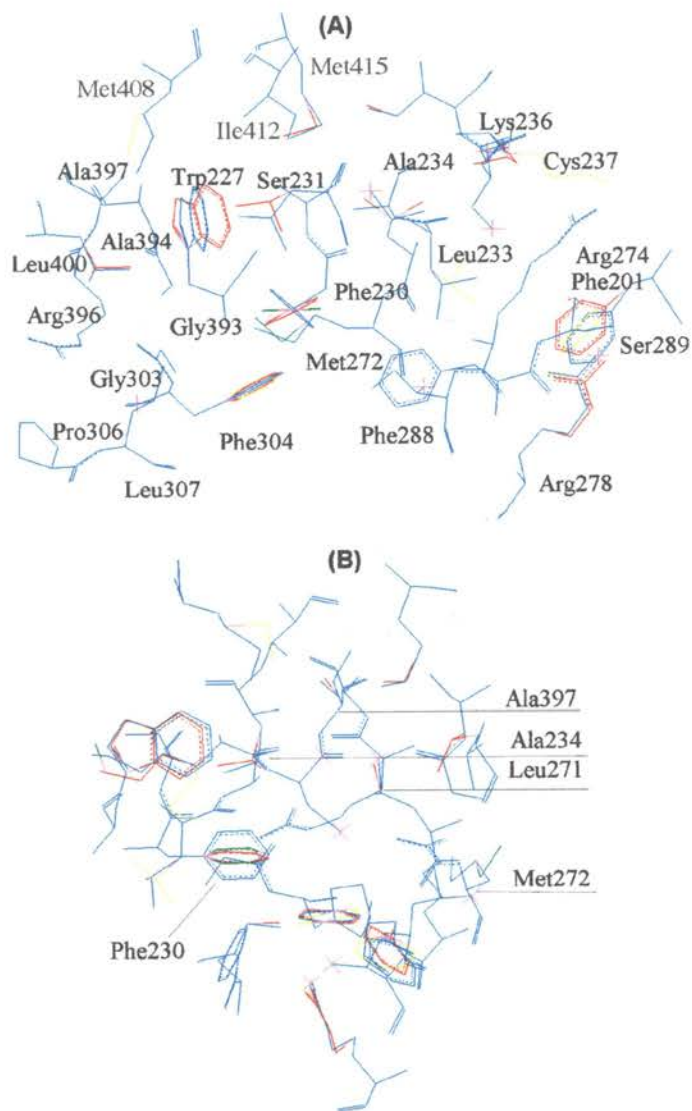 (A)
Met415
Met408
Ile412
Lys236
Cys237
Ala397
Trp227
Ser231
Ala234
Leu400
Ala394
Leu233
Arg274
Phe201
Arg396
Gly393
Phe230
Ser289
Met272
Gly303
Pro306
Phe304
Phe288
Leu307
Arg278
(B)
Ala397
Ala234
Leu271
Met272
Phe230